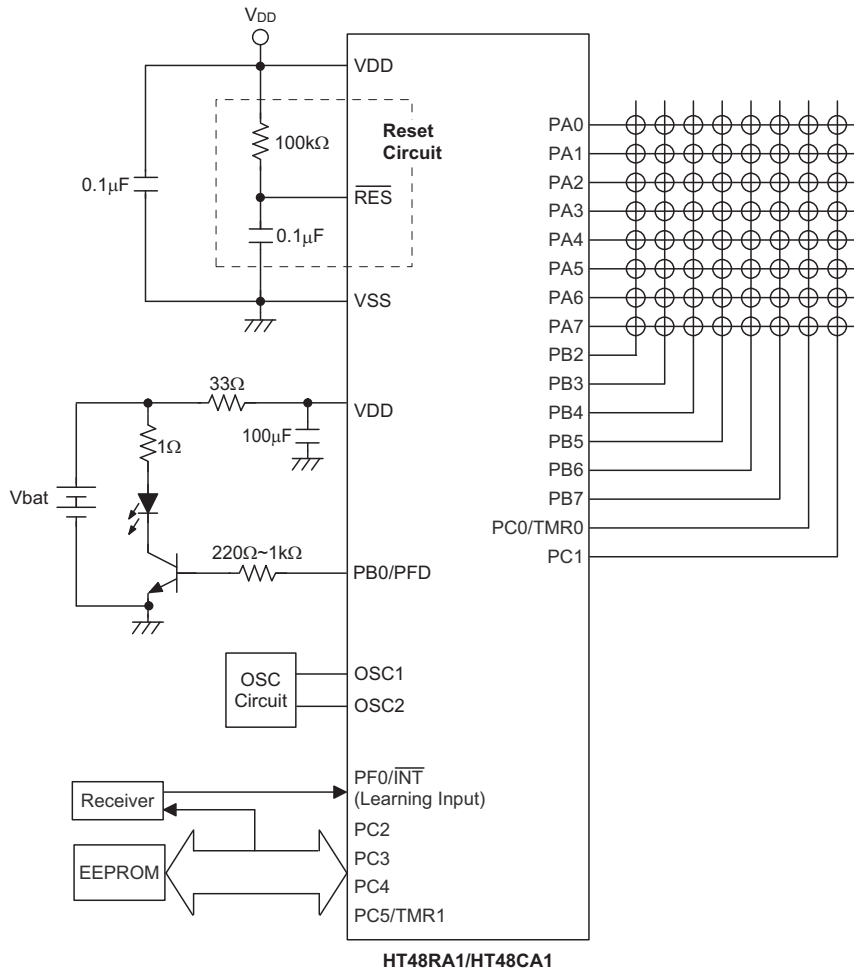 VDD
VDD
Reset
Circuit
100kΩ
0.1μF
RES
0.1μF
VSS
33Ω
VDD
100μF
1Ω
Vbat
220Ω~1kΩ
PB0/PFD
OSC
Circuit
OSC1
OSC2
PF0/INT
(Learning Input)
Receiver
PC2
PC3
EEPROM
PC4
PC5/TMR1
PA0
PA1
PA2
PA3
PA4
PA5
PA6
PA7
PB2
PB3
PB4
PB5
PB6
PB7
PC0/TMR0
PC1
HT48RA1/HT48CA1